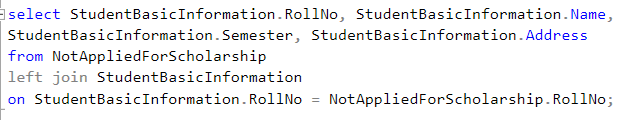 select StudentBasicInformation.RollNo, StudentBasicInformation.Name,
StudentBasicInformation.Semester, StudentBasicInformation.Address
from NotAppliedForScholarship
left join StudentBasicInformation
on StudentBasicInformation.RollNo = NotAppliedForScholarship.RollNo;